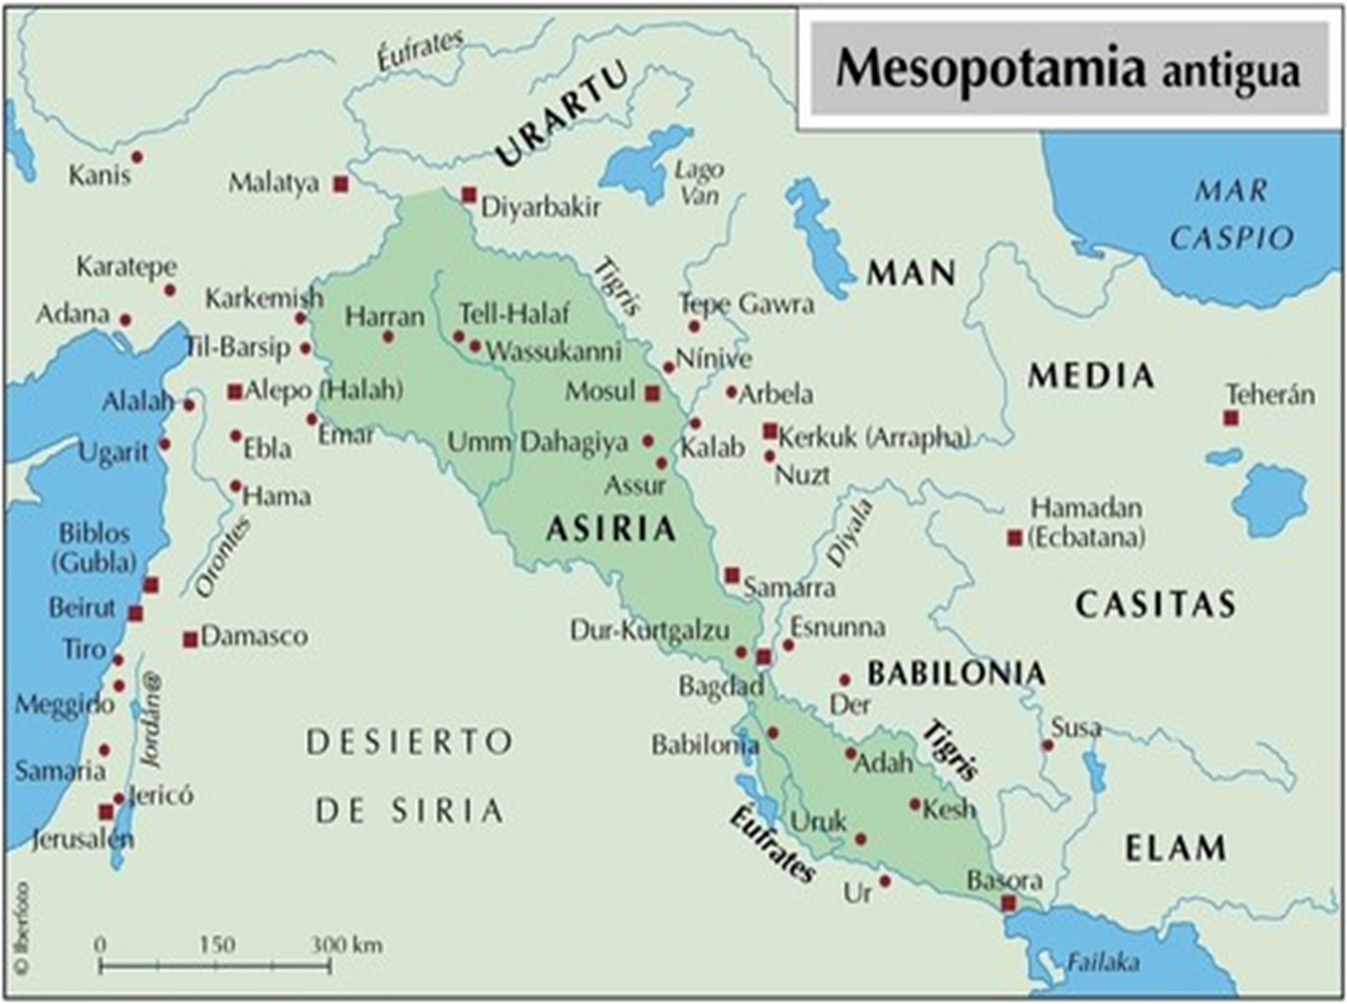 Mesopotamia antigua
Éufrates
URARTU
Kanis
Malatya
Diyarbakir
Lago
Van
MAR
CASPIO
MAN
Karatepe
Adana
Karkemish
Til-Barsip
Harran
Tell-Halaf
Wassukanni
Tigris
Tepe Gawra
Nínive
Mosul
Arbela
MEDIA
Teherán
Alalah
Alepo (Halah)
Emar
Ugarit
Ebla
Hama
Umm Dahagiya
Kalab
Kerkuk (Arrapha)
Nuzt
Assur
ASIRIA
Biblos
(Gubla)
Orontes
Diyala
Hamadan
(Ecbatana)
Beirut
Samarra
CASITAS
Tiro
Damasco
Dur-Kurtgalzu
Esnunna
Meggido
Jordán@
Bagdad
Der
BABILONIA
DESIERTO
DE SIRIA
Babilonia
Adah
Tigris
Susa
Samaria
Jericó
Jerusalén
Éufrates
Uruk
Kesh
Ur
Basora
ELAM
Failaka
0 150 300 km
© Iberfoto